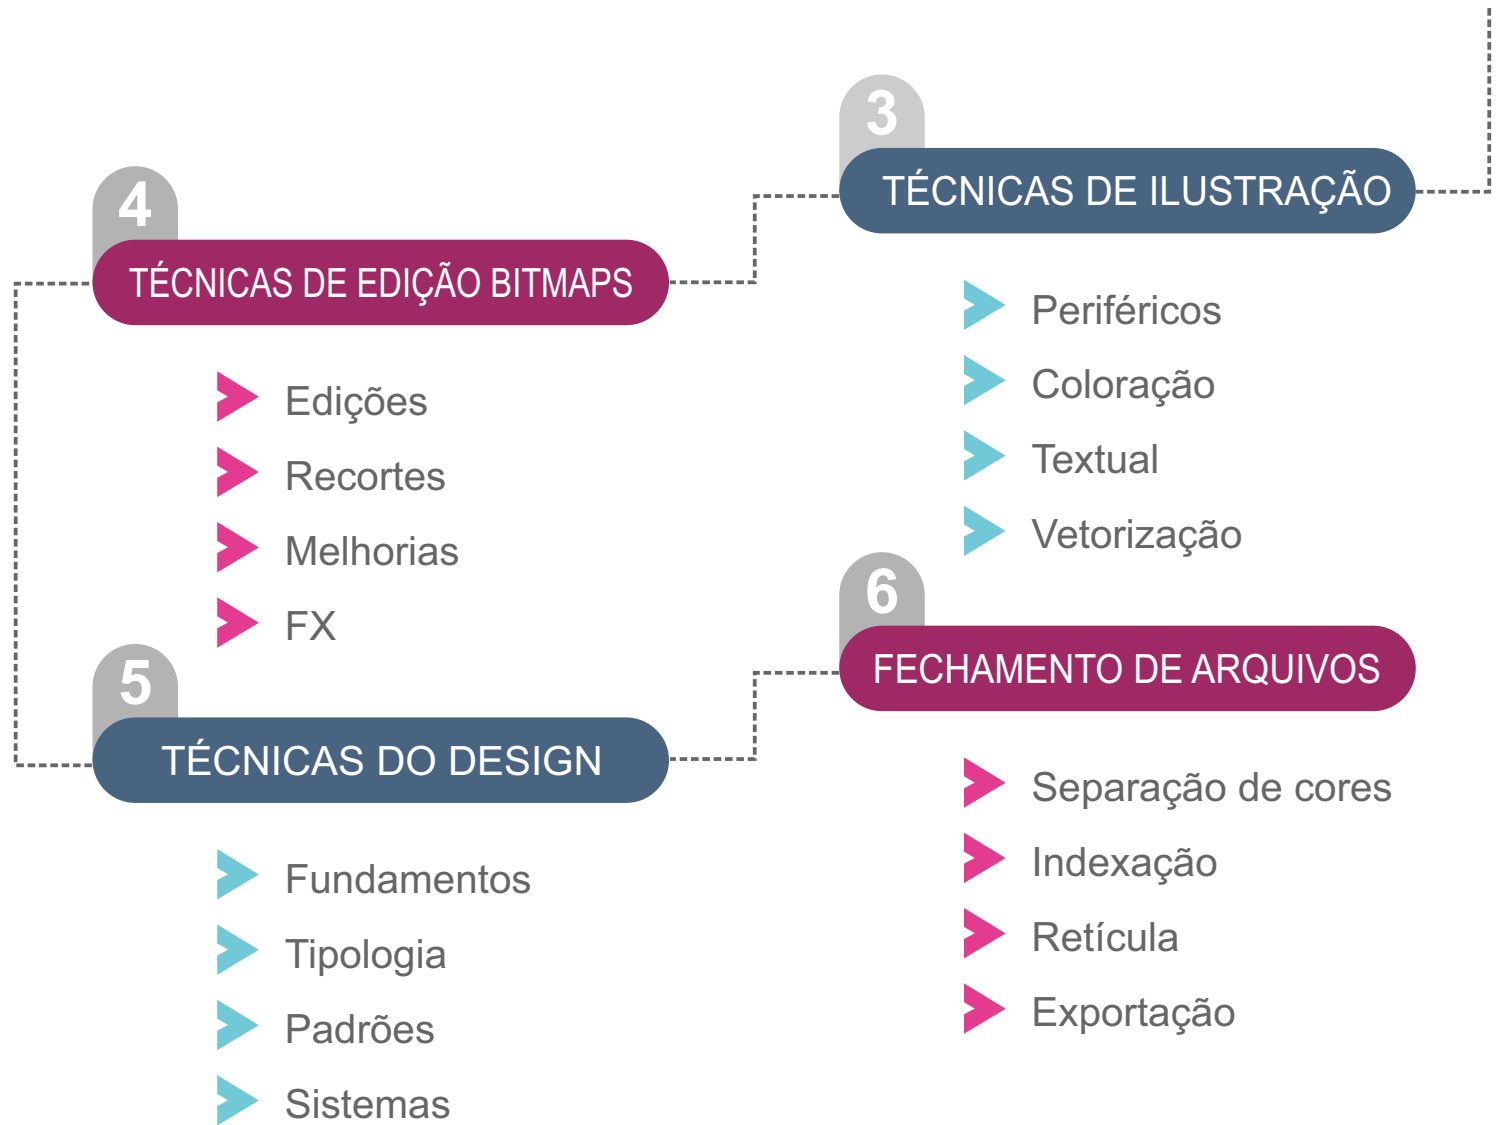 3
TÉCNICAS DE ILUSTRAÇÃO
Periféricos
Coloração
Textual
Vetorização
4
TÉCNICAS DE EDIÇÃO BITMAPS
Edições
Recortes
Melhorias
FX
5
TÉCNICAS DO DESIGN
Fundamentos
Tipologia
Padrões
Sistemas
6
FECHAMENTO DE ARQUIVOS
Separação de cores
Indexação
Retícula
Exportação